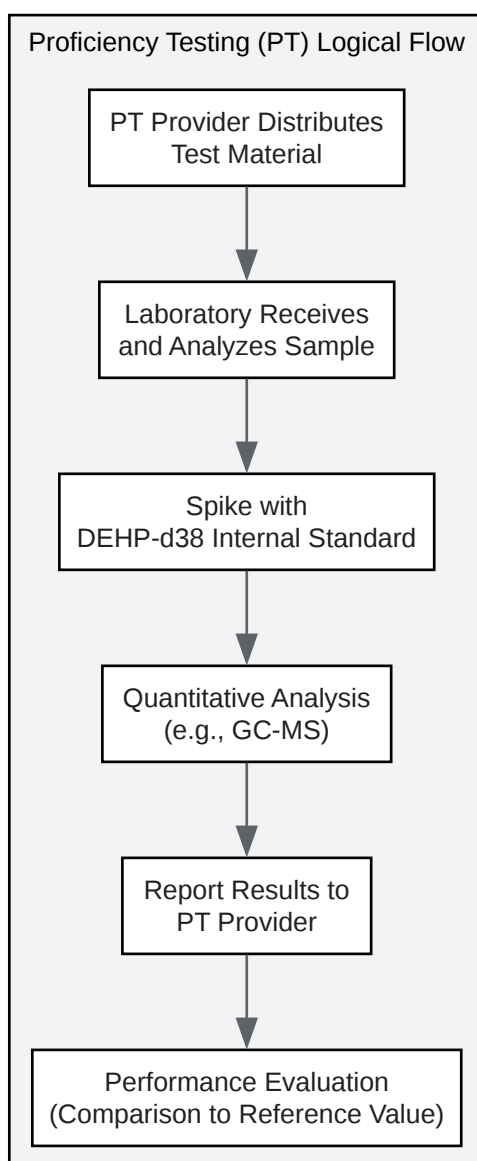 Proficiency Testing (PT) Logical Flow
PT Provider Distributes
Test Material
Laboratory Receives
and Analyzes Sample
Spike with
DEHP-d38 Internal Standard
Quantitative Analysis
(e.g., GC-MS)
Report Results to
PT Provider
Performance Evaluation
(Comparison to Reference Value)